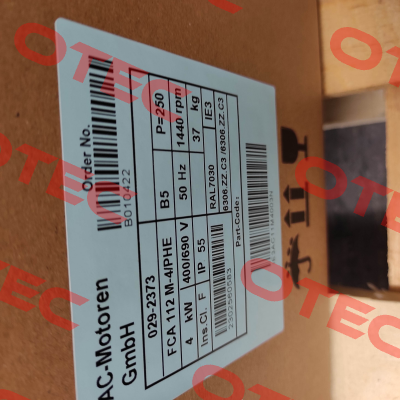 AC-Motoren
GmbH
Order No.
B010422
029-2373
FCA 112 M-4/PHE B5 P=250
4 kW 400/690 V 50 Hz 1440 rpm
Ins.Cl. F IP 55 37 kg
RAL7030 IE3
6306.ZZ.C3 /6306.ZZ.C3
2302560583
Part-Code:
OTEC
OTEC
OTEC
OTEC
OTEC